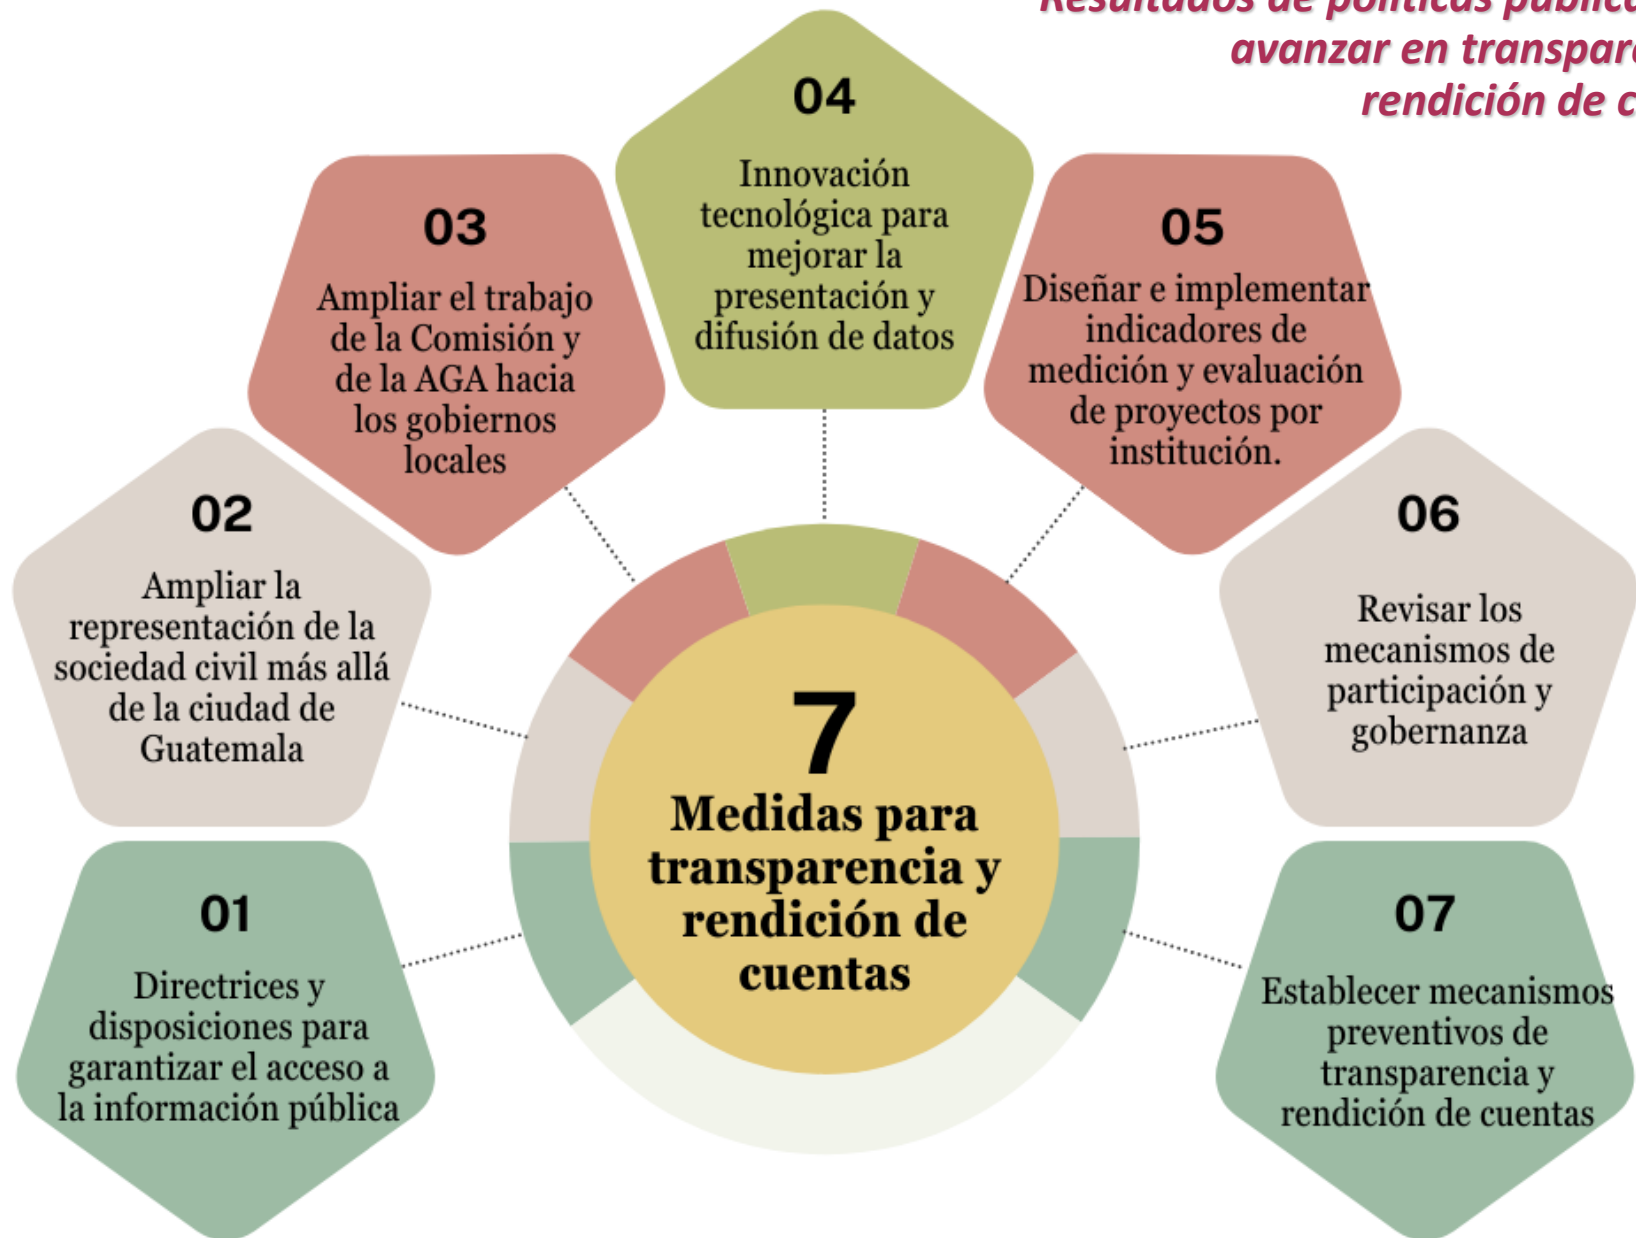 Resultados de políticas
avanzar en
rendición de
04
Innovación
tecnológica para
mejorar la
presentación y
difusión de datos
03
Ampliar el trabajo
de la Comisión y
de la AGA hacia
los gobiernos
locales
05
Diseñar e implementar
indicadores de
medición y evaluación
de proyectos por
institución.
02
Ampliar la
representación de la
sociedad civil más allá
de la ciudad de
Guatemala
06
Revisar los
mecanismos de
participación y
gobernanza
7
Medidas para
transparencia y
rendición de
cuentas
01
Directrices y
disposiciones para
garantizar el acceso a
la información pública
07
Establecer mecanismos
preventivos de
transparencia y
rendición de cuentas